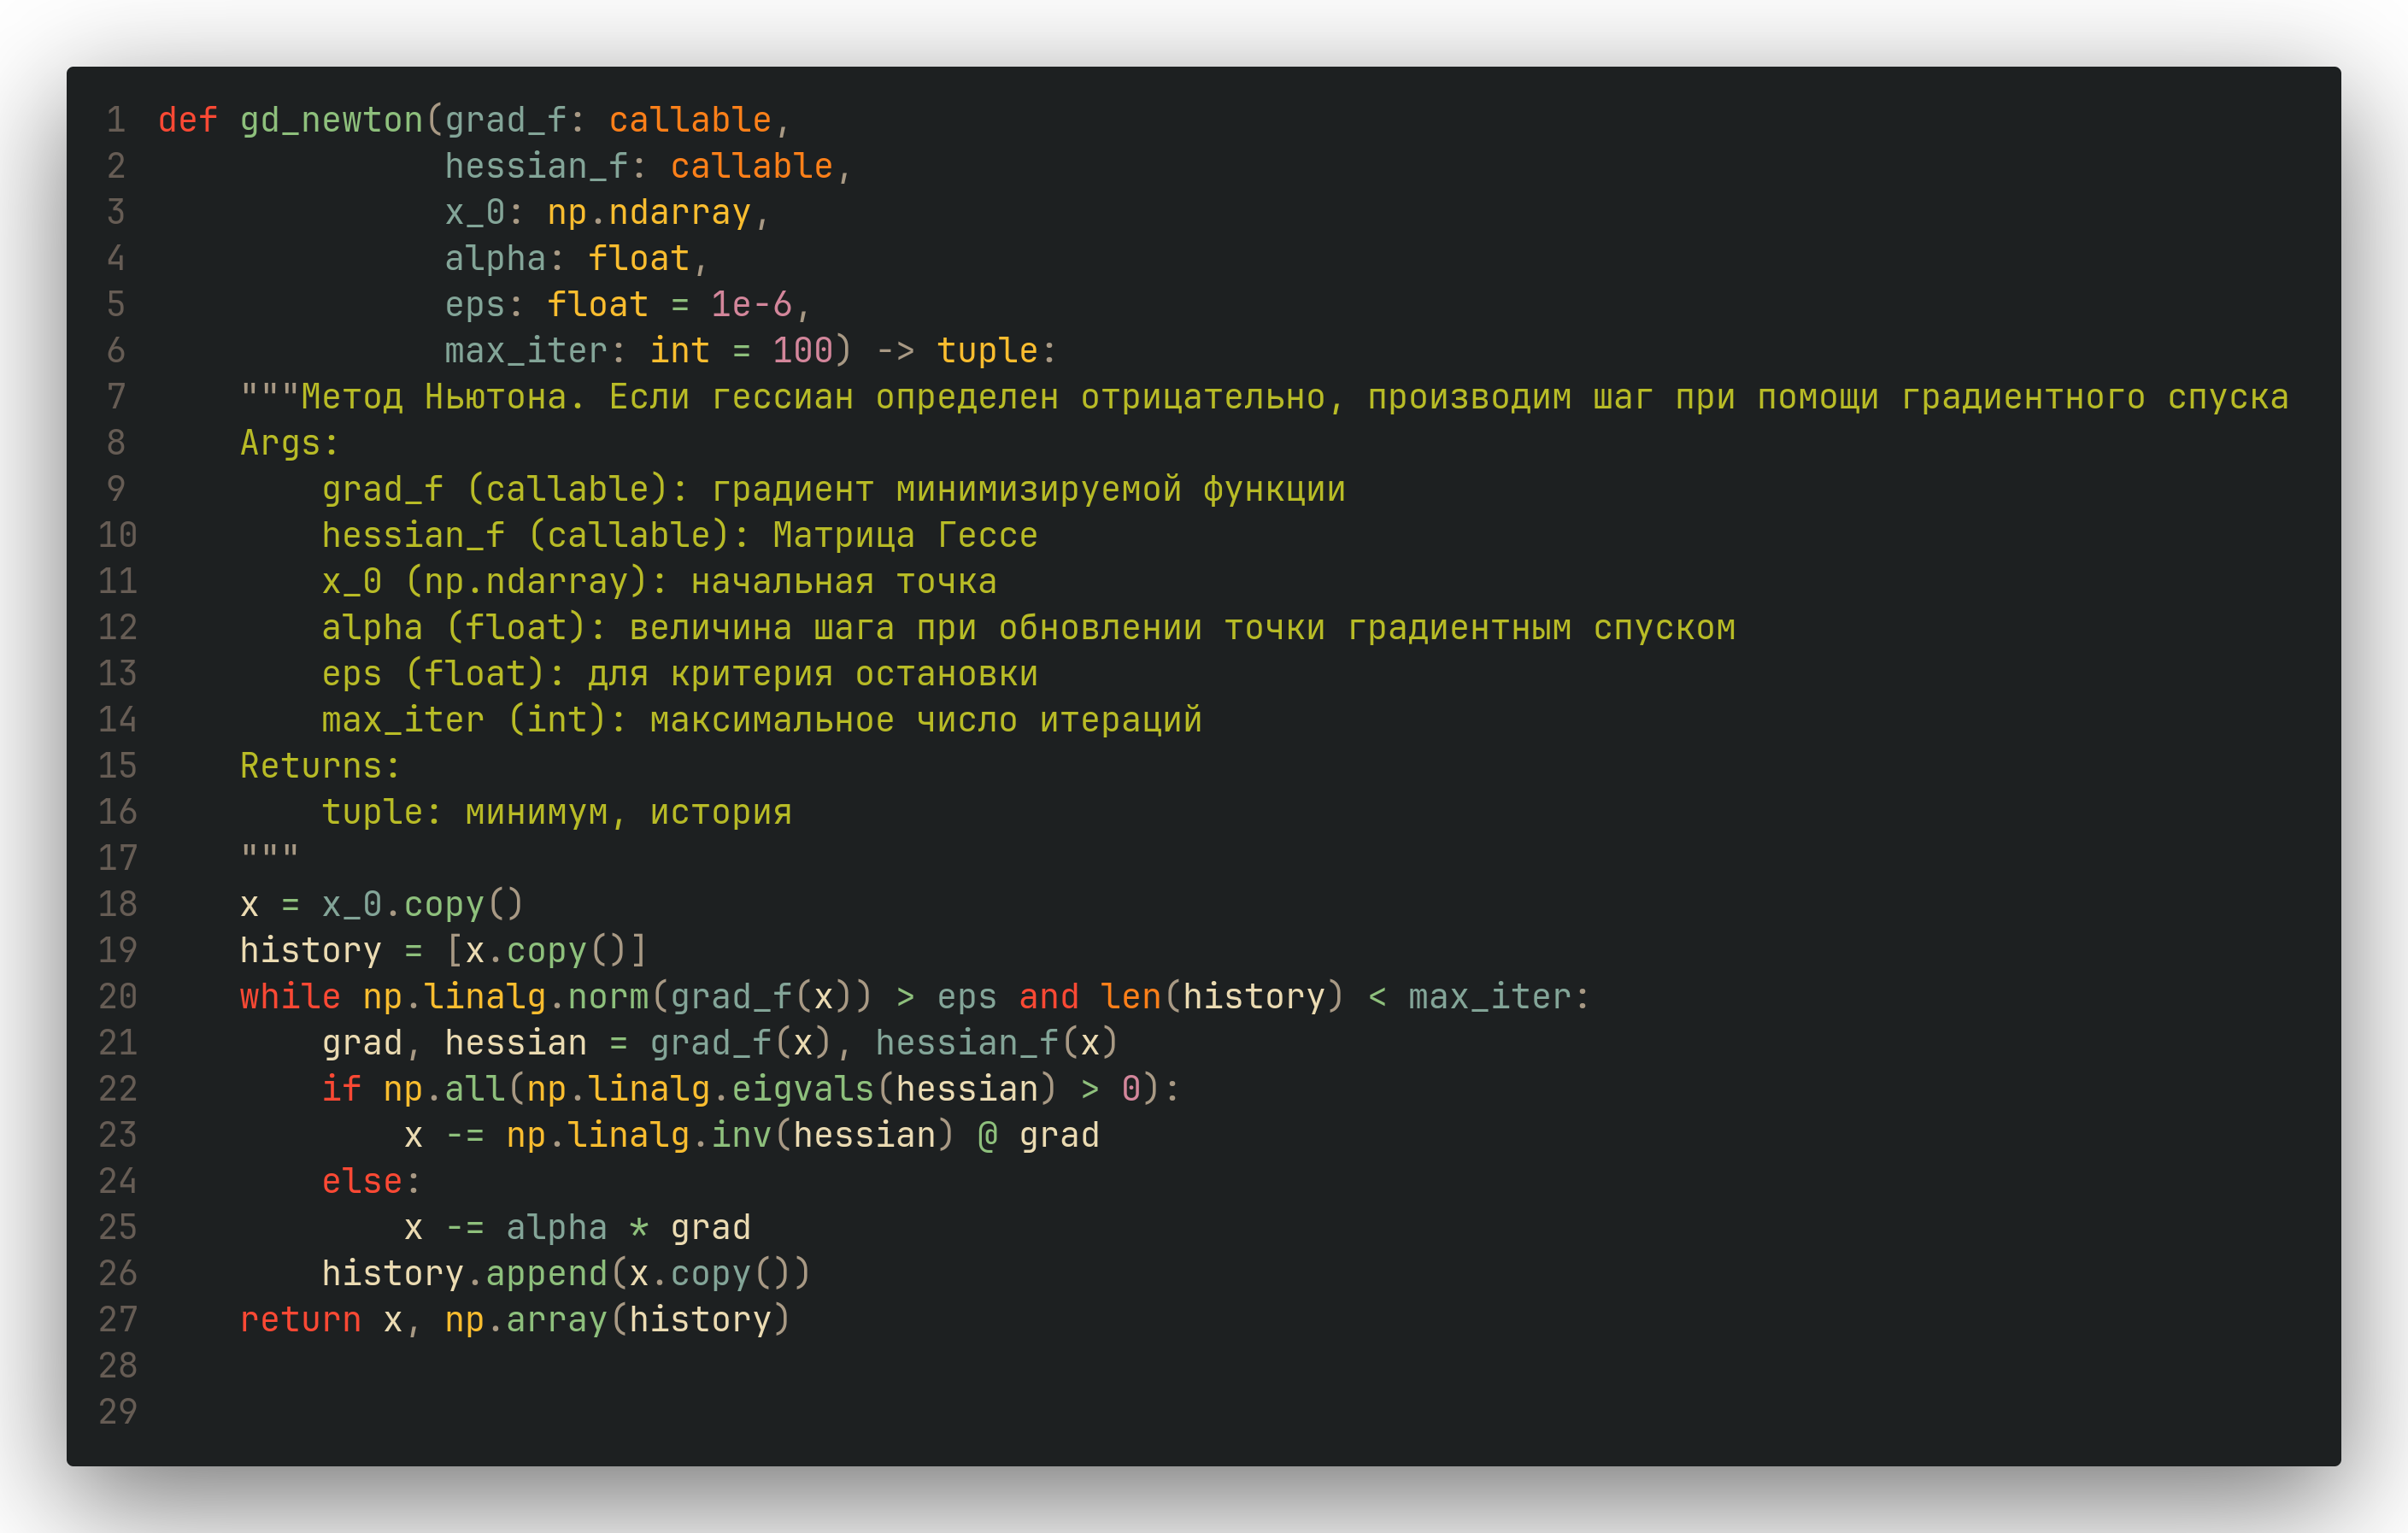 1 def gd_newton(grad_f: callable,
2               hessian_f: callable,
3               x_0: np.ndarray,
4               alpha: float,
5               eps: float = 1e-6,
6               max_iter: int = 100) -> tuple:
7     """Метод Ньютона. Если гессиан определен отрицательно, производим шаг при помощи градиентного спуска
8     Args:
9         grad_f (callable): градиент минимизируемой функции
10         hessian_f (callable): Матрица Гессе
11         x_0 (np.ndarray): начальная точка
12         alpha (float): величина шага при обновлении точки градиентным спуском
13         eps (float): для критерия остановки
14         max_iter (int): максимальное число итераций
15     Returns:
16         tuple: минимум, история
17     """
18     x = x_0.copy()
19     history = [x.copy()]
20     while np.linalg.norm(grad_f(x)) > eps and len(history) < max_iter:
21         grad, hessian = grad_f(x), hessian_f(x)
22         if np.all(np.linalg.eigvals(hessian) > 0):
23             x -= np.linalg.inv(hessian) @ grad
24         else:
25             x -= alpha * grad
26         history.append(x.copy())
27     return x, np.array(history)
28
29